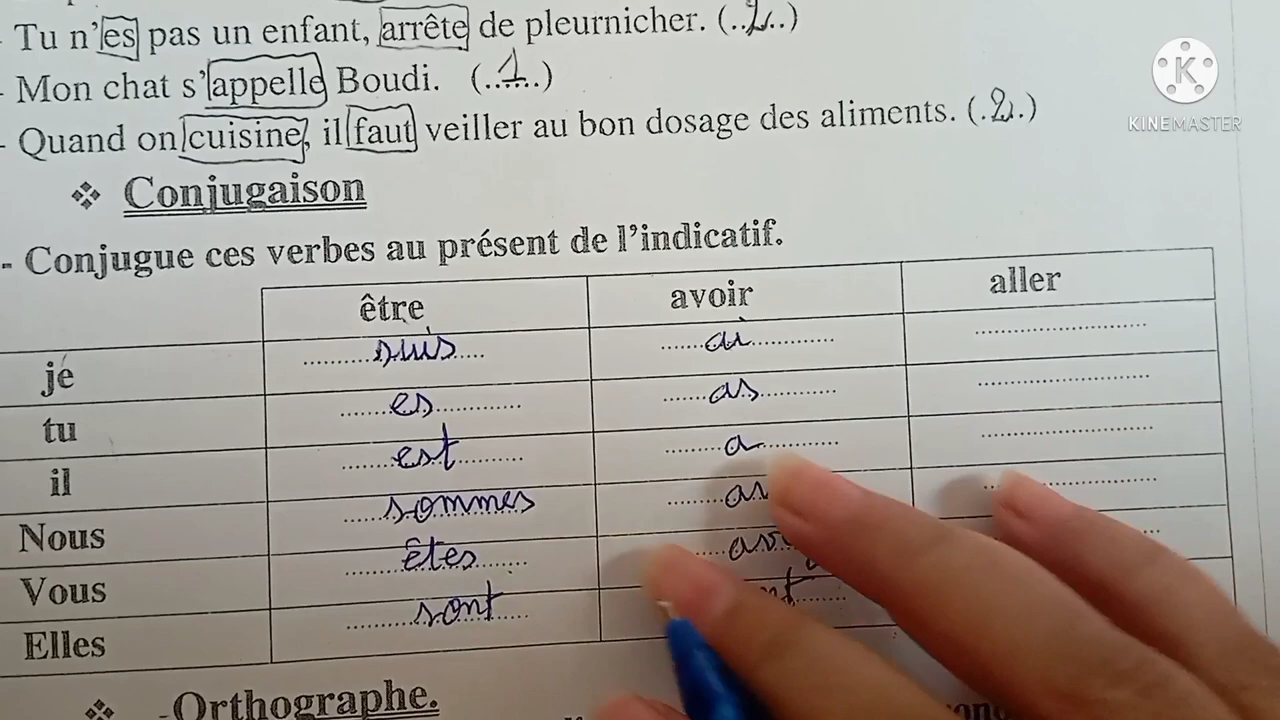 - Tu n'es pas un enfant, arrête de pleurnicher. (..2..)
- Mon chat s'appelle Boudi. (..1...)
- Quand on cuisine, il faut veiller au bon dosage des aliments. (.2.)
KINEMASTER
❖ Conjugaison
- Conjugue ces verbes au présent de l'indicatif.
être avoir aller
je suis ai
tu es as
il est a
Nous sommes
Vous êtes
Elles sont
❖ -Orthographe.